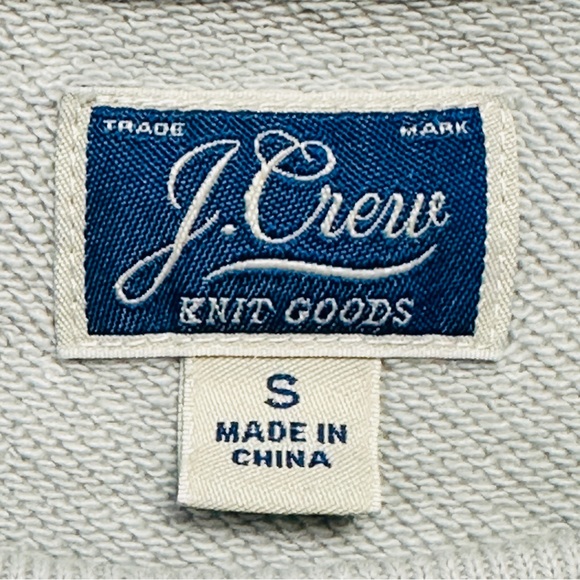 TRADE MARK
J.Crew
KNIT GOODS
S
MADE IN
CHINA